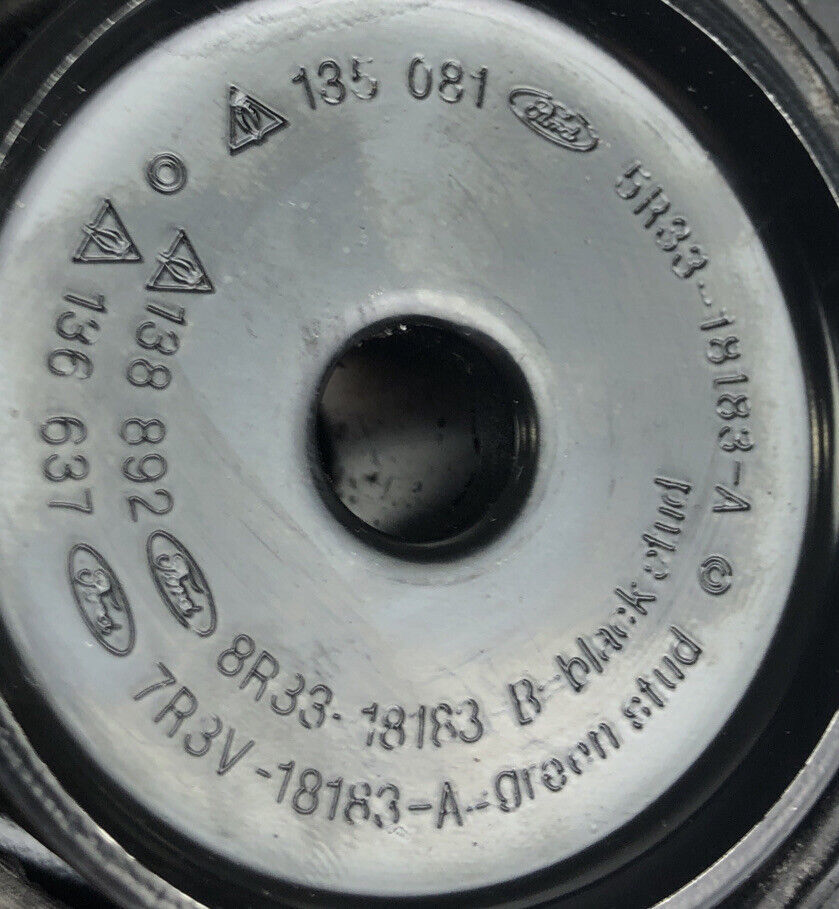 135 081 Ford 5R33-18183-A
138 892 Ford 8R33-18183 B-black stud
136 637 Ford 7R3V-18183-A-green stud